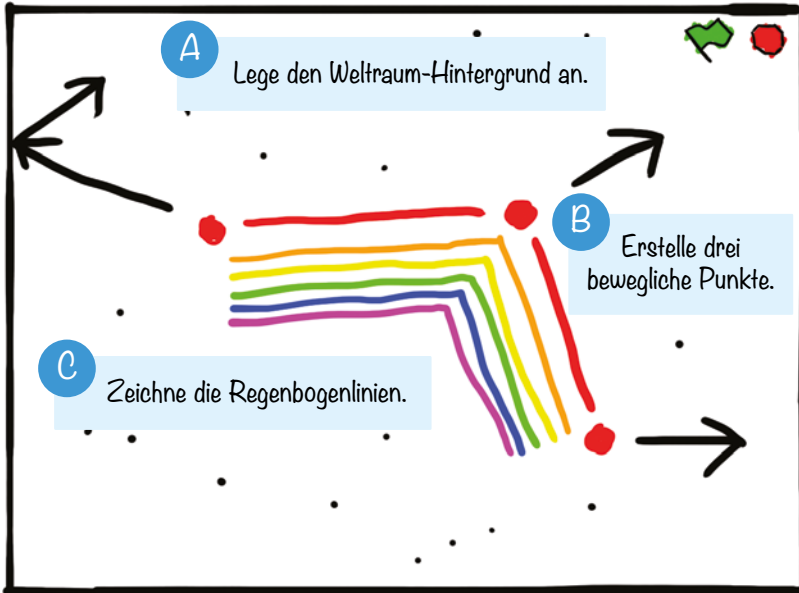 A
Lege den Weltraum-Hintergrund an.
B
Erstelle drei
bewegliche Punkte.
C
Zeichne die Regenbogenlinien.